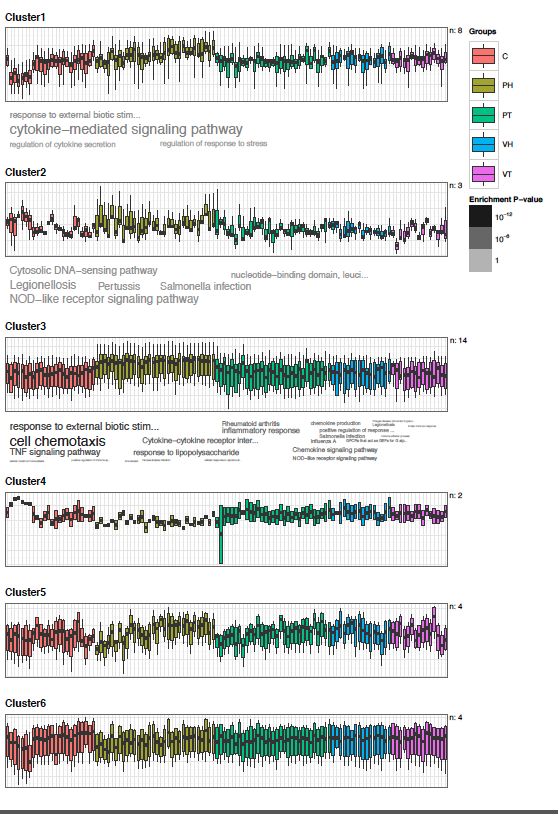 Cluster1
n: 8
response to external biotic stim...
cytokine−mediated signaling pathway
regulation of cytokine secretion
regulation of response to stress
Groups
C
PH
PT
VH
VT
Enrichment P-value
1
Cluster2
n: 3
Cytosolic DNA−sensing pathway
nucleotide−binding domain, leuci...
Legionellosis
Pertussis
Salmonella infection
NOD−like receptor signaling pathway
Cluster3
n: 14
response to external biotic stim...
cell chemotaxis
TNF signaling pathway
Cytokine−cytokine receptor inter...
response to lipopolysaccharide
Rheumatoid arthritis
inflammatory response
chemokine production
Legionellosis
positive regulation of response ...
Salmonella infection
Influenza A
Chemokine signaling pathway
NOD−like receptor signaling pathway
Cluster4
n: 2
Cluster5
n: 4
Cluster6
n: 4